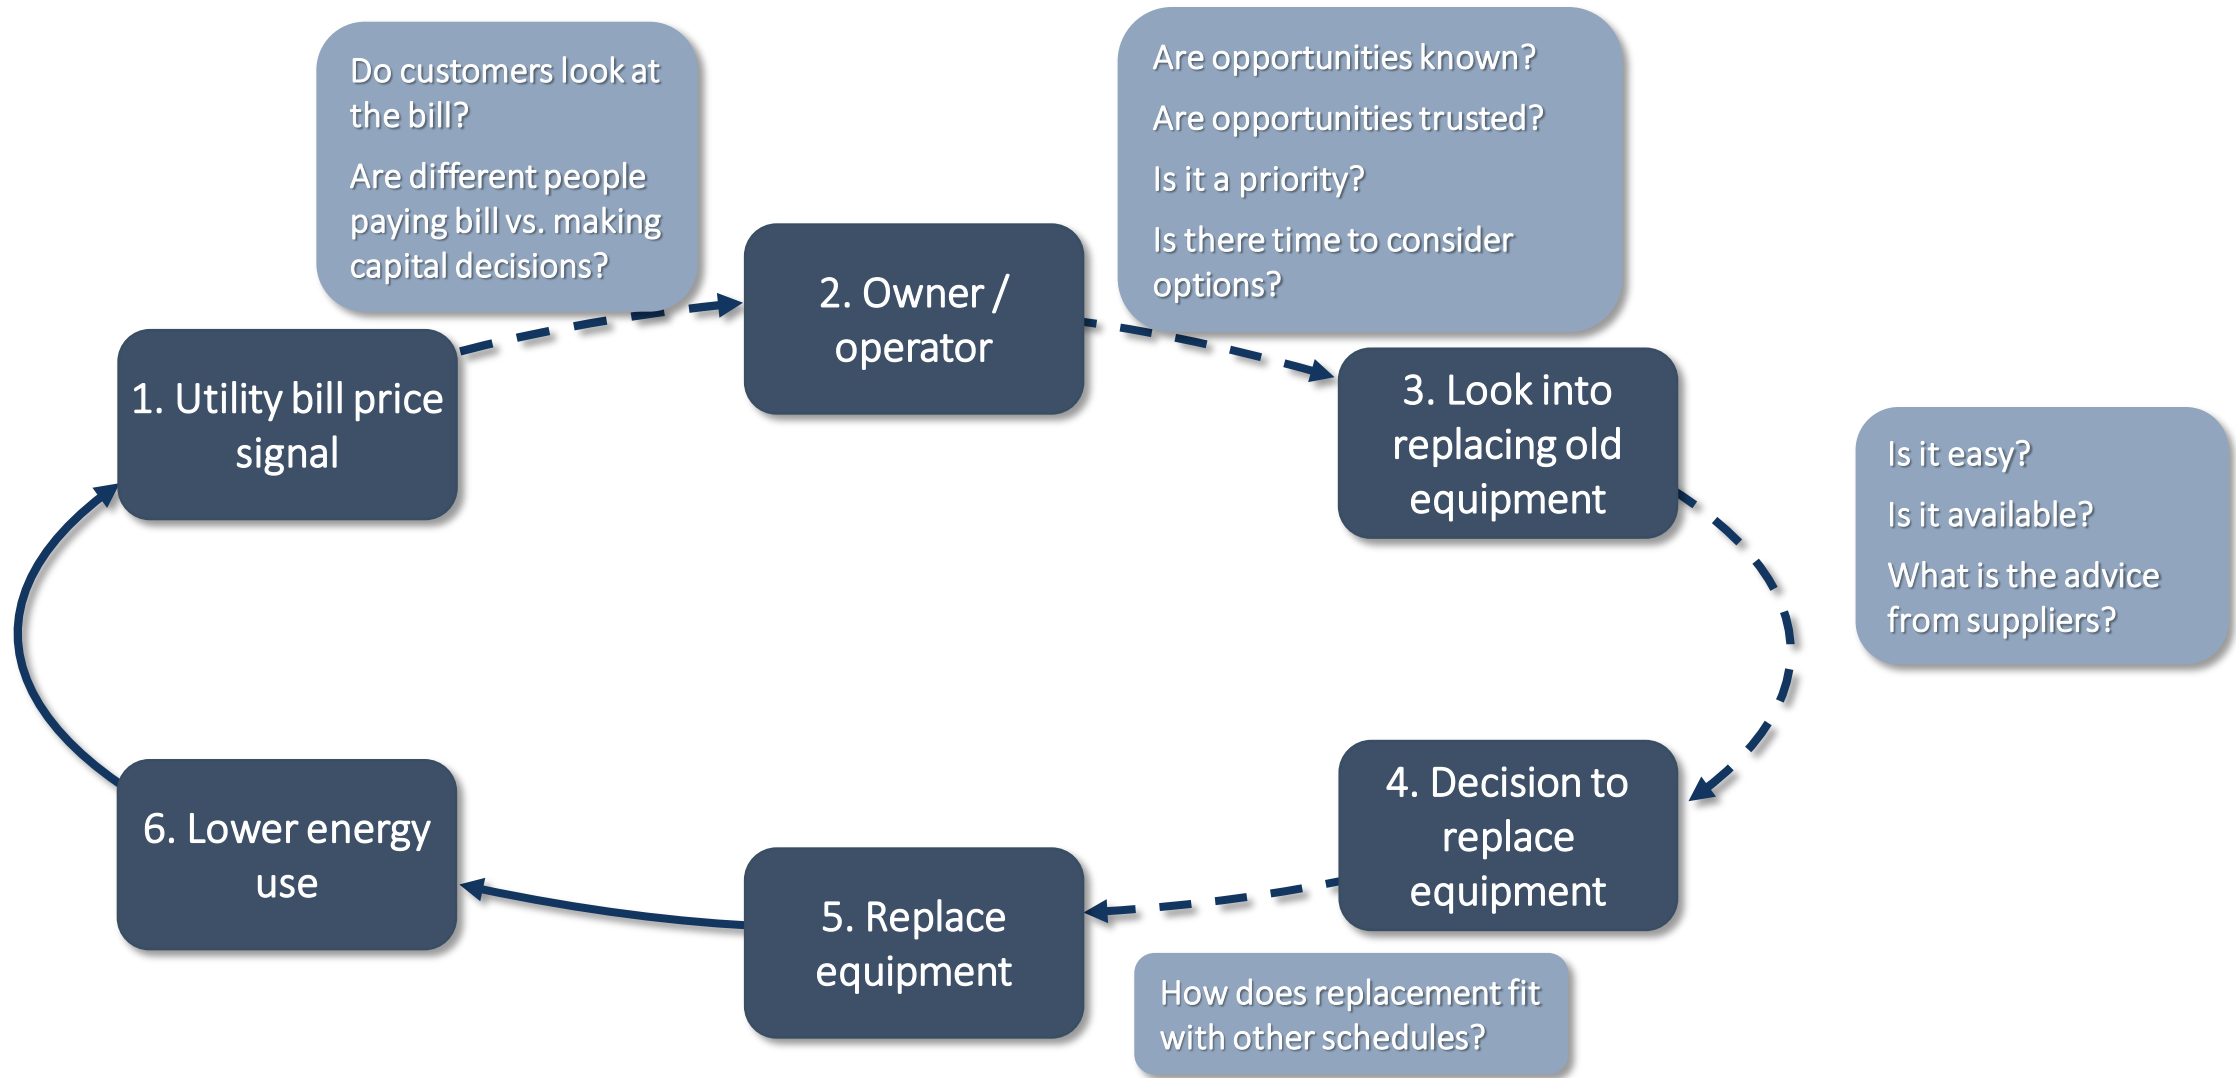 Do customers look at
the bill?
Are different people
paying bill vs. making
capital decisions?
Are opportunities known?
Are opportunities trusted?
Is it a priority?
Is there time to consider
options?
1. Utility bill price
signal
2. Owner /
operator
3. Look into
replacing old
equipment
Is it easy?
Is it available?
What is the advice
from suppliers?
4. Decision to
replace
equipment
How does replacement fit
with other schedules?
5. Replace
equipment
6. Lower energy
use